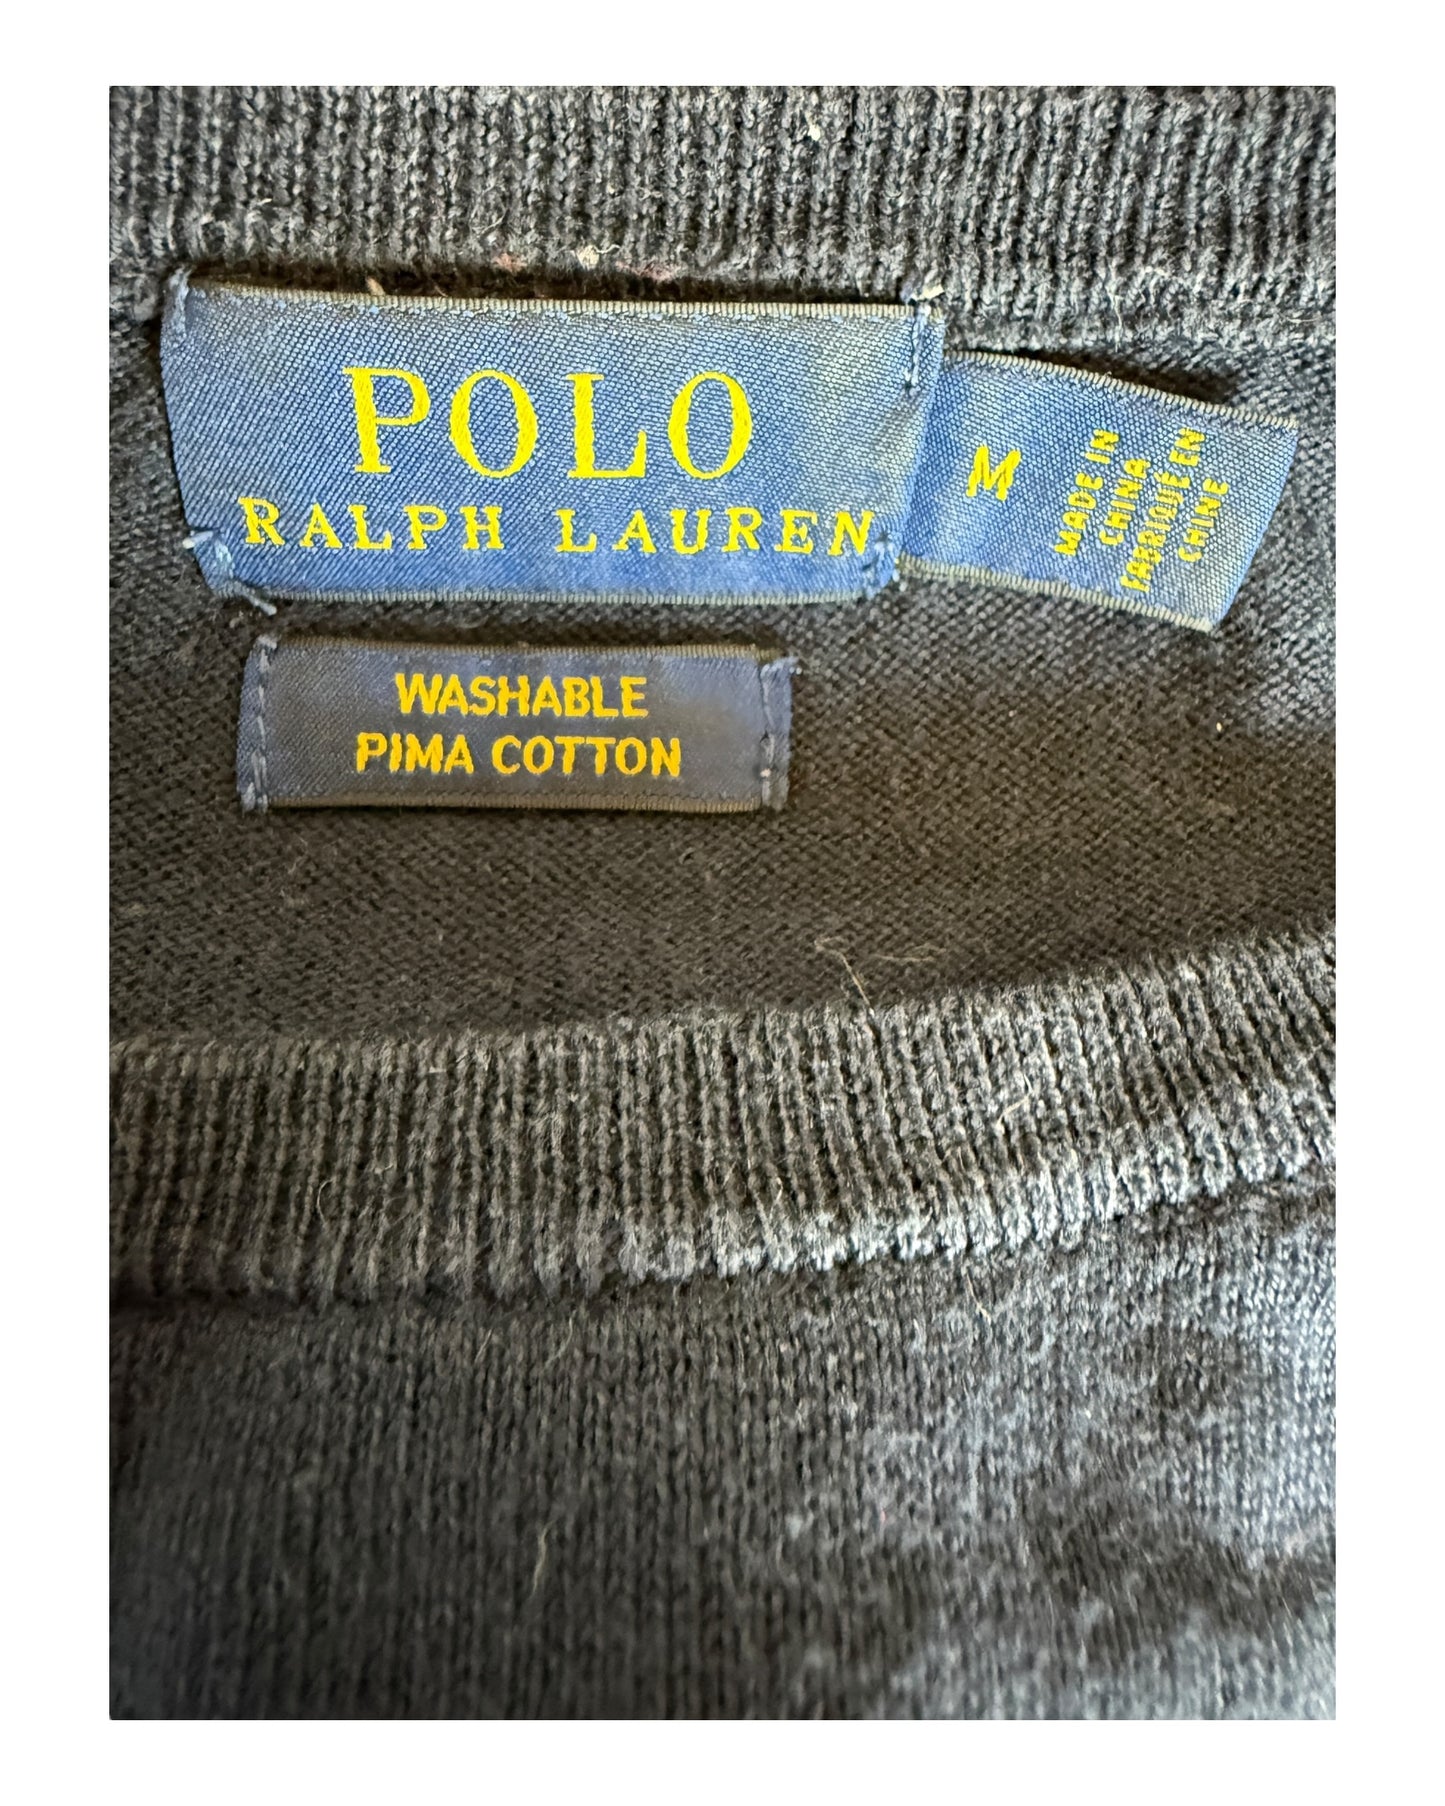 POLO
RALPH LAUREN
M
MADE IN
CHINA
FABRIQUÉ EN
CHINE
WASHABLE
PIMA COTTON